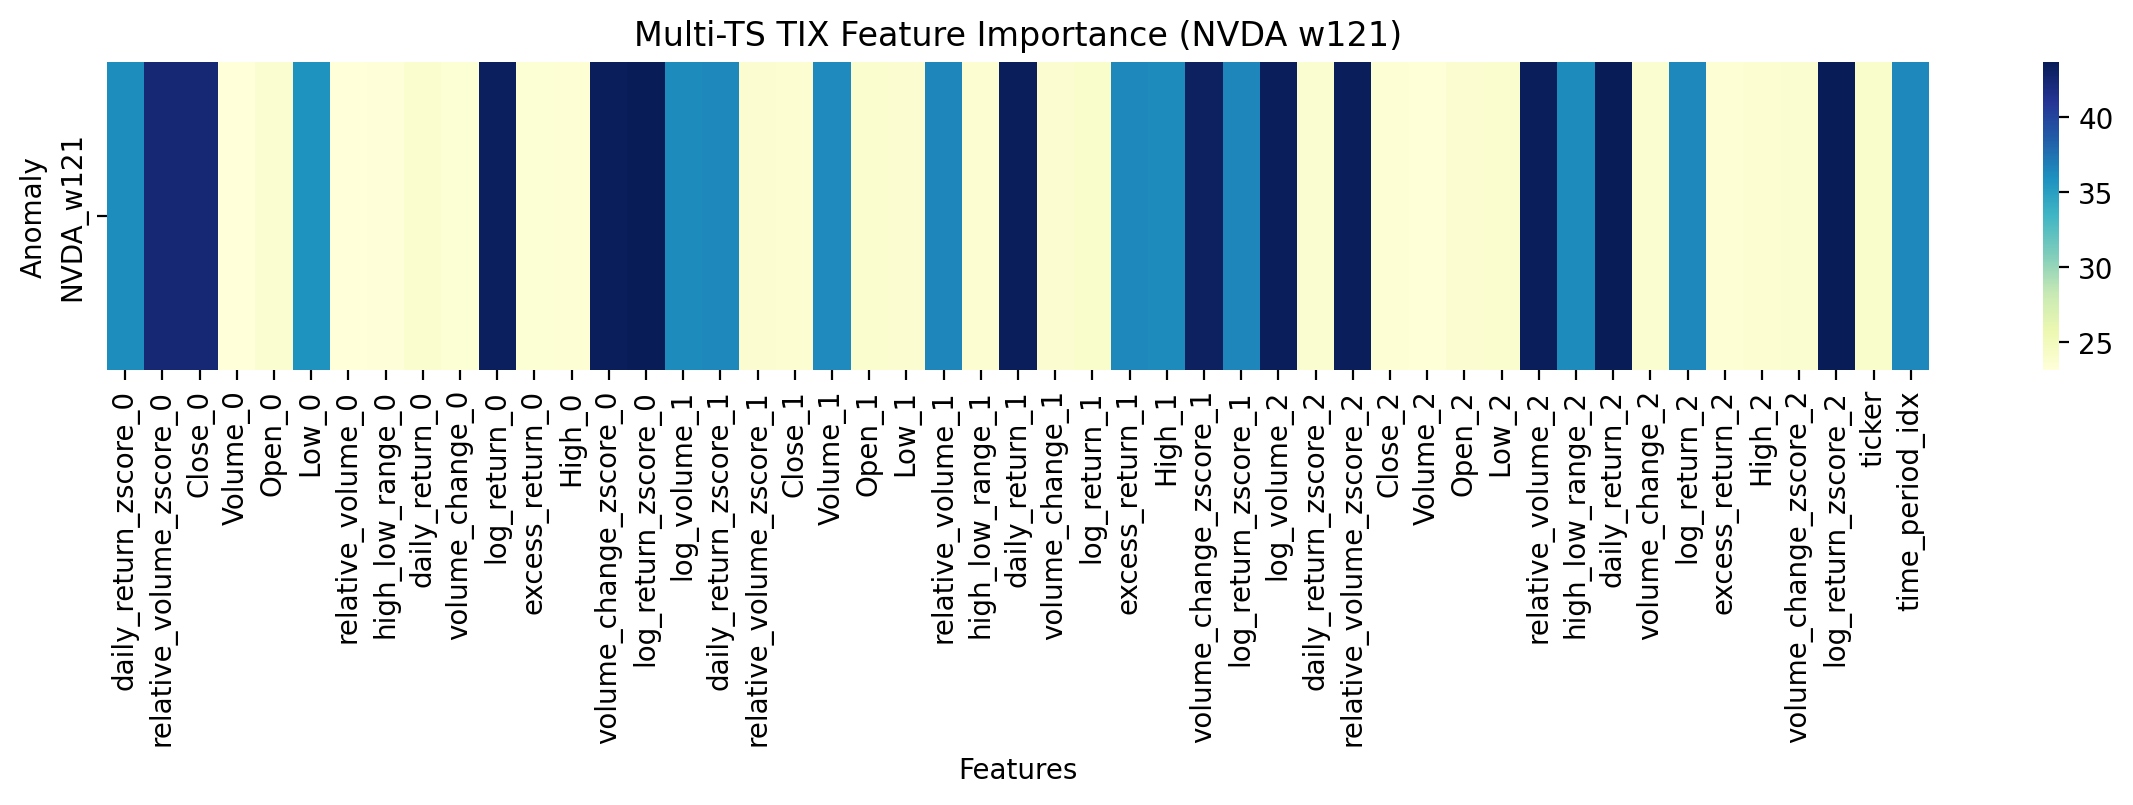 Multi-TS TIX Feature Importance (NVDA w121)
Anomaly
NVDA_w121
40
35
30
25
daily_return_zscore_0
relative_volume_zscore_0
Close_0
Volume_0
Open_0
Low_0
relative_volume_0
high_low_range_0
daily_return_0
volume_change_0
log_return_0
excess_return_0
High_0
volume_change_zscore_0
log_return_zscore_0
log_volume_1
daily_return_zscore_1
relative_volume_zscore_1
Close_1
Volume_1
Open_1
Low_1
relative_volume_1
high_low_range_1
daily_return_1
volume_change_1
log_return_1
excess_return_1
High_1
volume_change_zscore_1
log_return_zscore_1
log_volume_2
daily_return_zscore_2
relative_volume_zscore_2
Close_2
Volume_2
Open_2
Low_2
relative_volume_2
high_low_range_2
daily_return_2
volume_change_2
log_return_2
excess_return_2
High_2
volume_change_zscore_2
log_return_zscore_2
ticker
time_period_idx
Features